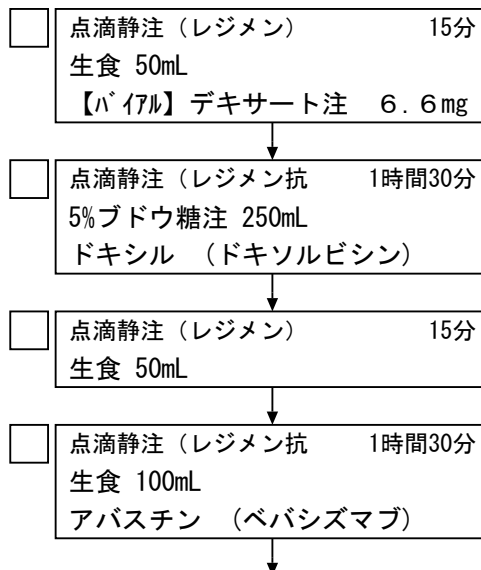 点滴静注（レジメン） 15分
生食 50mL
【ﾊﾞｲｱﾙ】デキサート注 ６.６mg
点滴静注（レジメン抗 1時間30分
5%ブドウ糖注 250mL
ドキシル （ドキソルビシン）
点滴静注（レジメン） 15分
生食 50mL
点滴静注（レジメン抗 1時間30分
生食 100mL
アバスチン （ベバシズマブ）